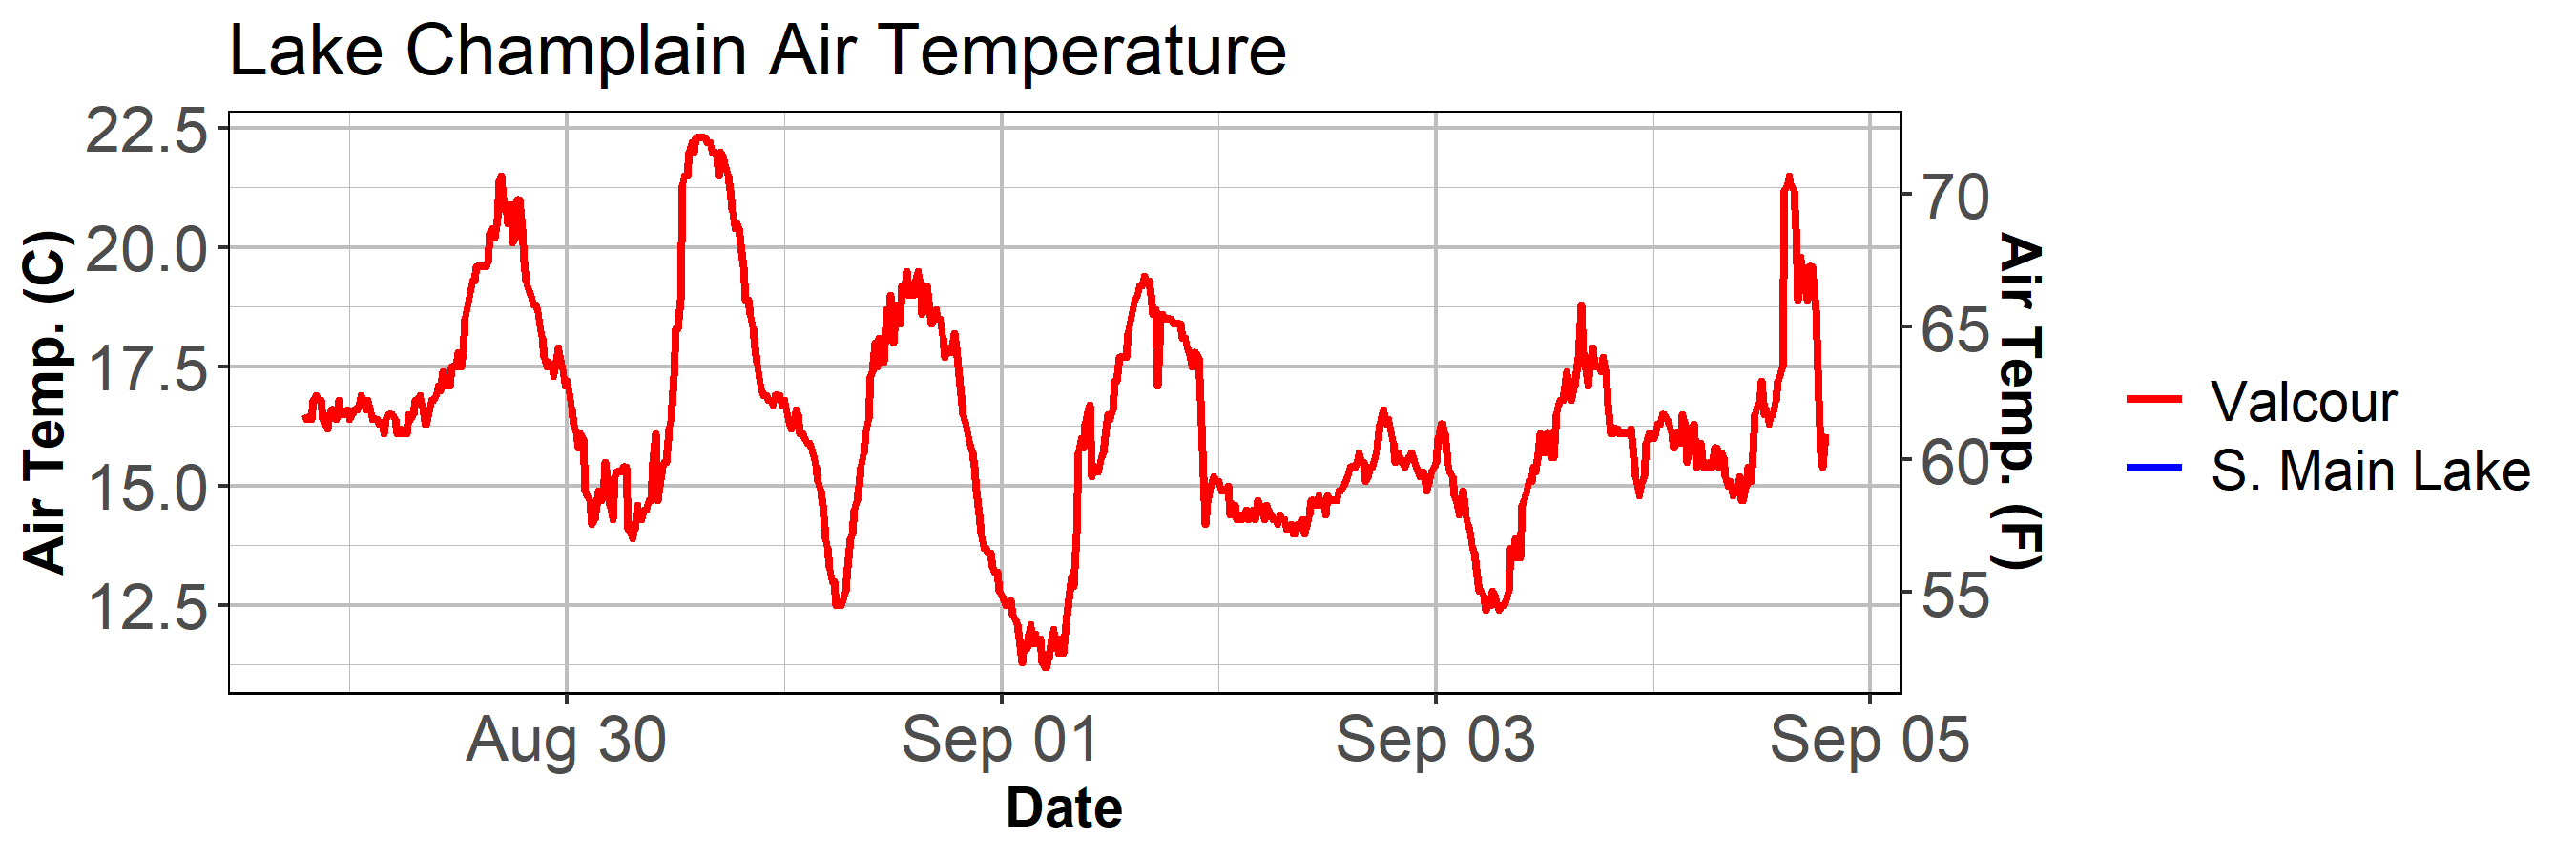 Lake Champlain Air Temperature
22.5
20.0
17.5
15.0
12.5
Air Temp. (C)
70
65
60
55
Air Temp. (F)
Aug 30
Sep 01
Sep 03
Sep 05
Date
Valcour
S. Main Lake